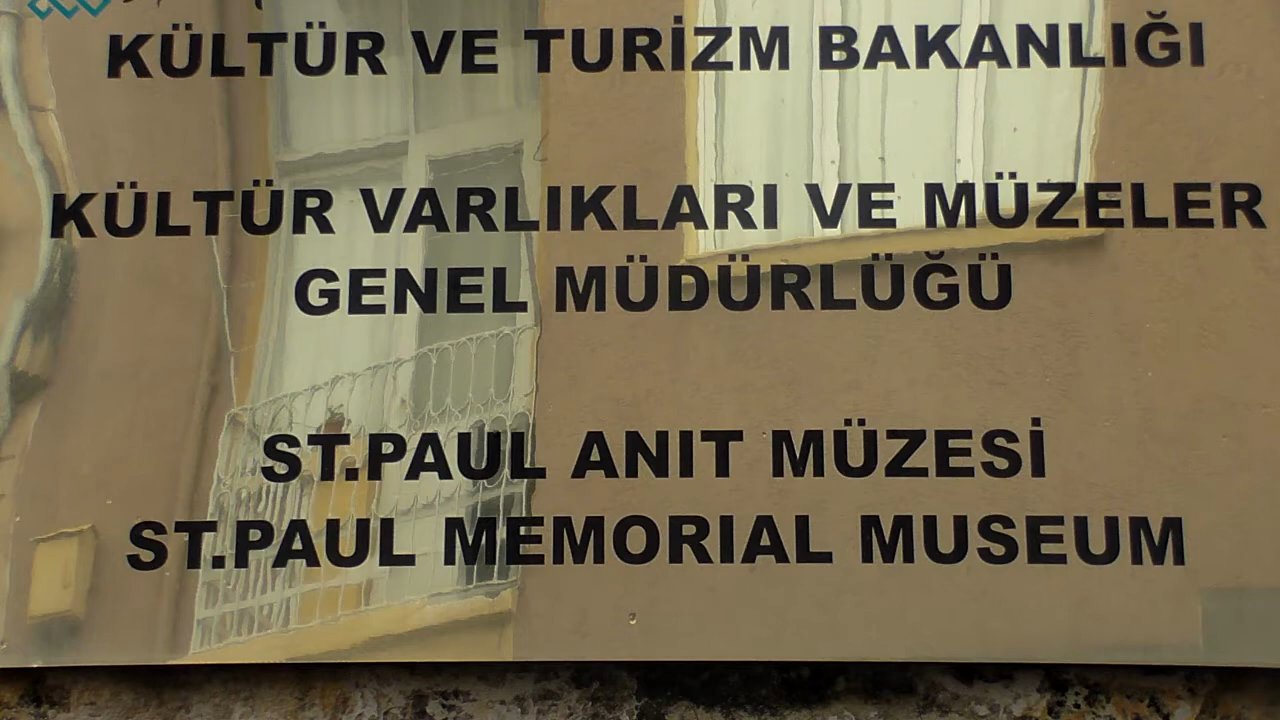 KÜLTÜR VE TURİZM BAKANLIĞI
KÜLTÜR VARLIKLARI VE MÜZELER
GENEL MÜDÜRLÜĞÜ
ST.PAUL ANIT MÜZESİ
ST.PAUL MEMORIAL MUSEUM